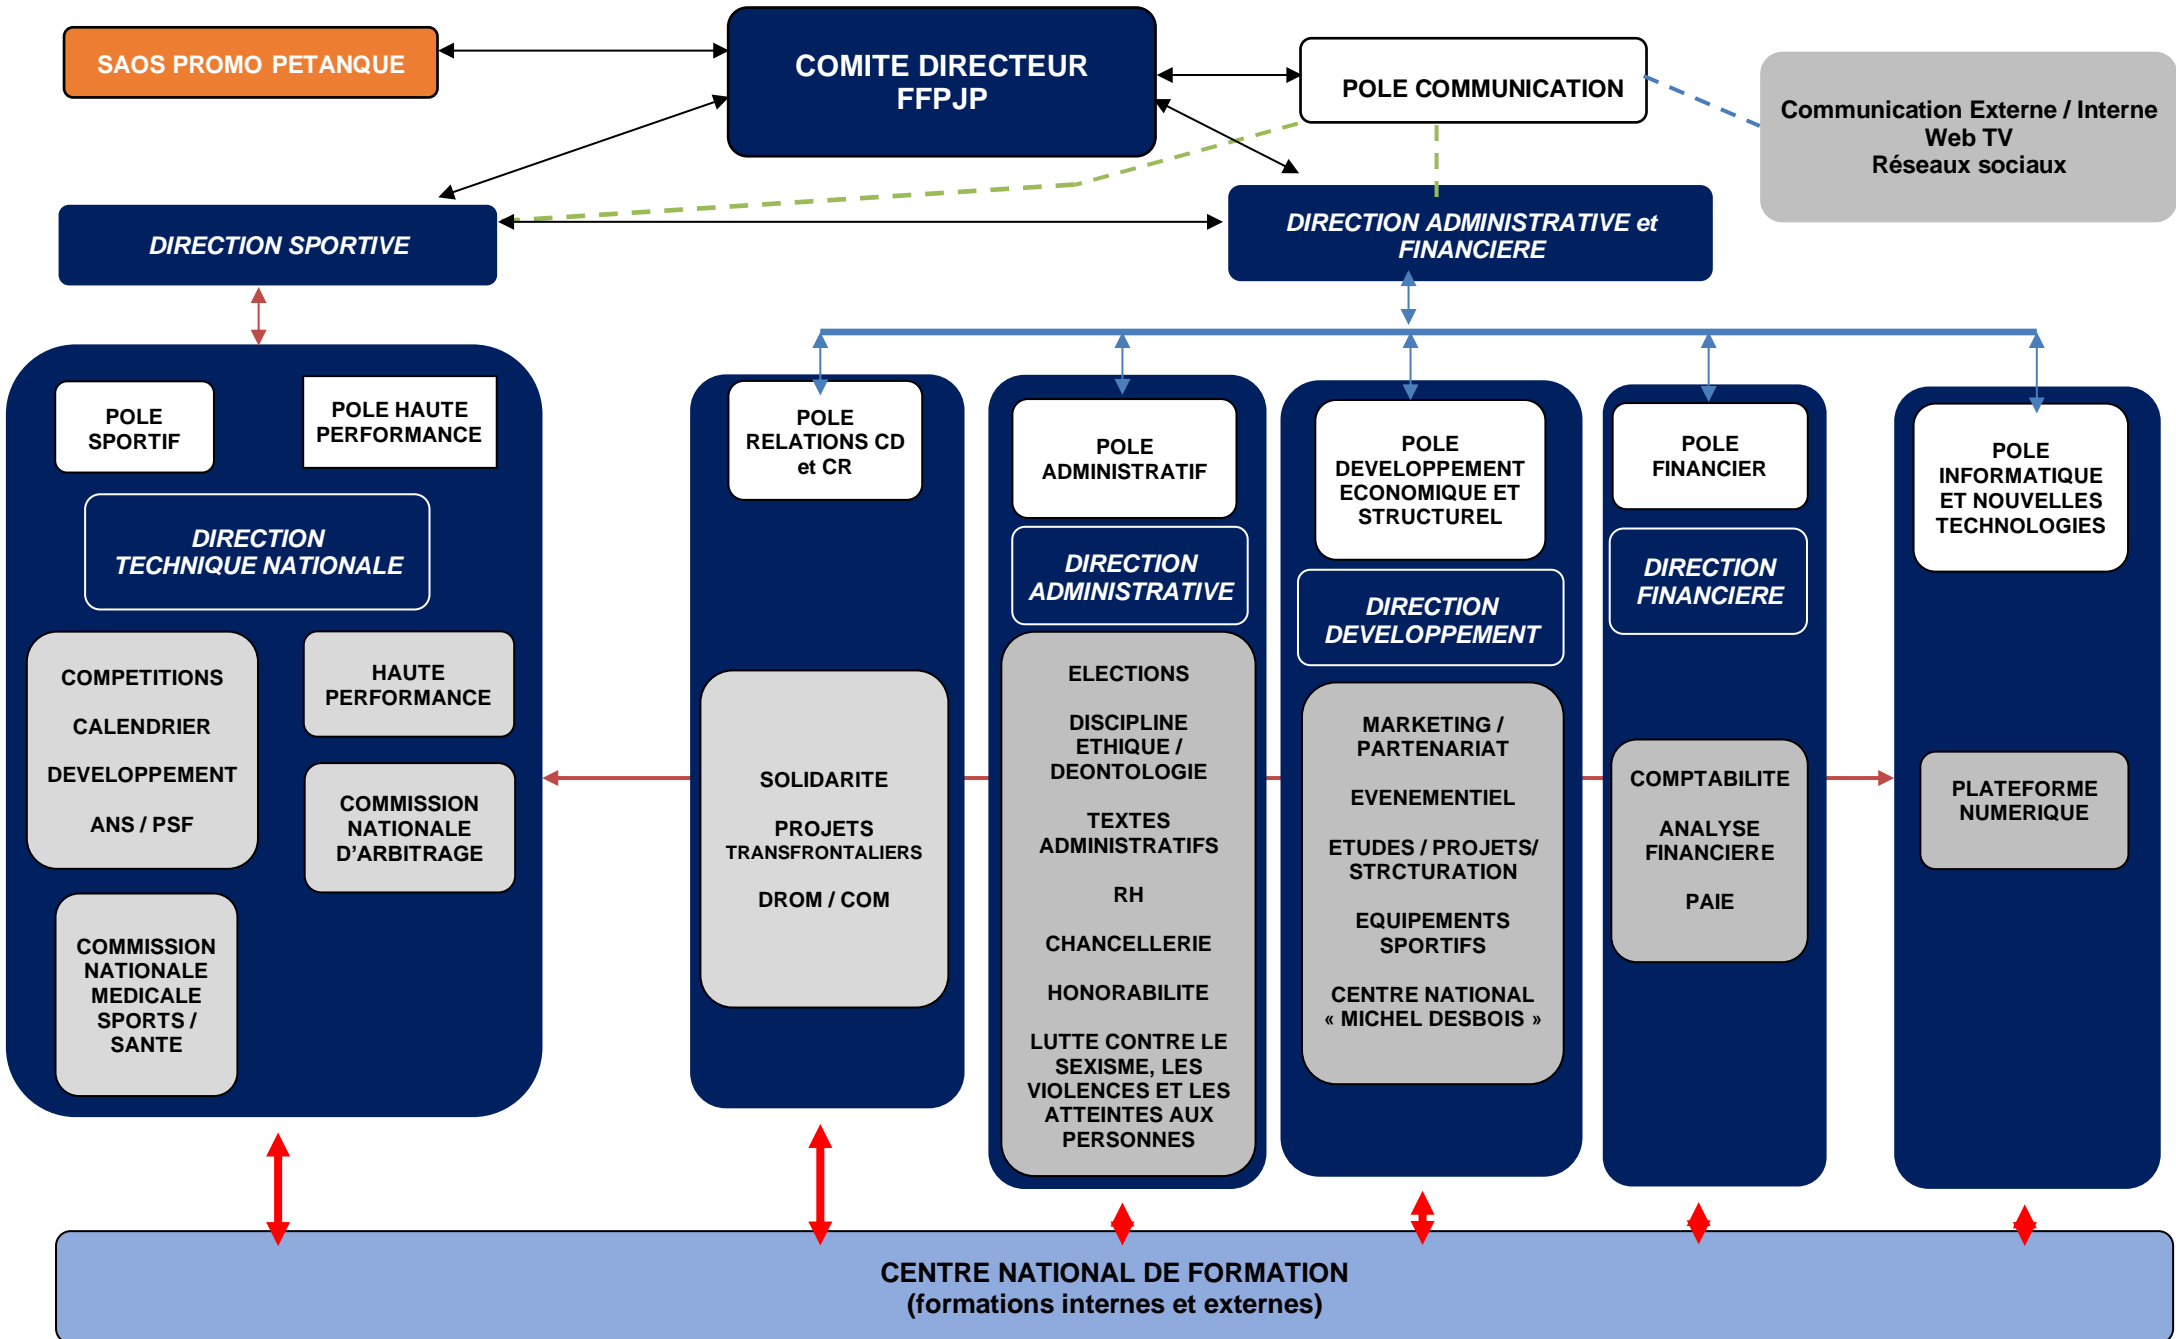 SAOS PROMO PETANQUE
COMITE DIRECTEUR
FFPJP
POLE COMMUNICATION
Communication Externe / Interne
Web TV
Réseaux sociaux
DIRECTION SPORTIVE
DIRECTION ADMINISTRATIVE et
FINANCIERE
POLE
SPORTIF
POLE HAUTE
PERFORMANCE
DIRECTION
TECHNIQUE NATIONALE
COMPETITIONS
CALENDRIER
DEVELOPPEMENT
ANS / PSF
HAUTE
PERFORMANCE
COMMISSION
NATIONALE
D’ARBITRAGE
COMMISSION
NATIONALE
MEDICALE
SPORTS /
SANTE
POLE
RELATIONS CD
et CR
SOLIDARITE
PROJETS
TRANSFRONTALIERS
DROM / COM
POLE
ADMINISTRATIF
DIRECTION
ADMINISTRATIVE
ELECTIONS
DISCIPLINE
ETHIQUE /
DEONTOLOGIE
TEXTES
ADMINISTRATIFS
RH
CHANCELLERIE
HONORABILITE
LUTTE CONTRE LE
SEXISME, LES
VIOLENCES ET LES
ATTEINTES AUX
PERSONNES
POLE
DEVELOPPEMENT
ECONOMIQUE ET
STRUCTUREL
DIRECTION
DEVELOPPEMENT
MARKETING /
PARTENARIAT
EVENEMENTIEL
ETUDES / PROJETS/
STRCTURATION
EQUIPEMENTS
SPORTIFS
CENTRE NATIONAL
« MICHEL DESBOIS »
POLE
FINANCIER
DIRECTION
FINANCIERE
COMPTABILITE
ANALYSE
FINANCIERE
PAIE
POLE
INFORMATIQUE
ET NOUVELLES
TECHNOLOGIES
PLATEFORME
NUMERIQUE
CENTRE NATIONAL DE FORMATION
(formations internes et externes)